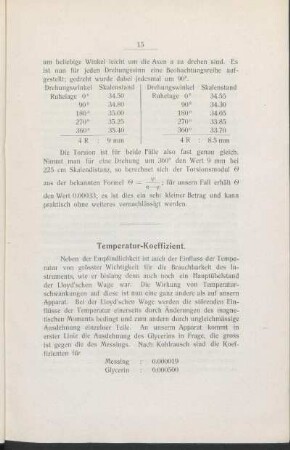 15
um beliebige Winkel leicht um die Axen a zu drehen sind. Es
ist nun für jeden Drehungssinn eine Beobachtungsreihe auf-
gestellt; gedreht wurde dabei jedesmal um 90°.
Drehungswinkel Skalenstand Drehungswinkel Skalenstand
Ruhelage 0° 34.50 Ruhelage 0° 34.55
90° 34.80 90° 34.30
180° 35.00 180° 34.05
270° 35.25 270° 33.85
360° 35.40 360° 33.70
4 R : 9 mm 4 R : 8.5 mm
Die Torsion ist für beide Fälle also fast genau gleich.
Nimmt man für eine Drehung um 360° den Wert 9 mm bei
225 cm Skalendistanz, so berechnet sich der Torsionsmodul Θ
aus der bekannten Formel Θ = φ / α−φ; für unsern Fall erhält Θ
den Wert 0.00033; es ist dies ein sehr kleiner Betrag und kann
praktisch ohne weiteres vernachlässigt werden.
Temperatur-Koeffizient.
Neben der Empfindlichkeit ist auch der Einfluss der Tempe-
ratur von grösster Wichtigkeit für die Brauchbarkeit des In-
strumentes, wie er bislang denn auch noch ein Hauptübelstand
der Lloyd'schen Wage war. Die Wirkung von Temperatur-
schwankungen auf diese ist nun eine ganz andere als auf unsern
Apparat. Bei der Lloyd'schen Wage werden die störenden Ein-
flüsse der Temperatur einerseits durch Änderungen des magne-
tischen Moments bedingt und zum andern durch ungleichmässige
Ausdehnung einzelner Teile. An unserm Apparat kommt in
erster Linie die Ausdehnung des Glycerins in Frage, die gross
ist gegen die des Messings. Nach Kohlrausch sind die Koef-
fizienten für
Messing : 0.000019
Glycerin : 0.000500